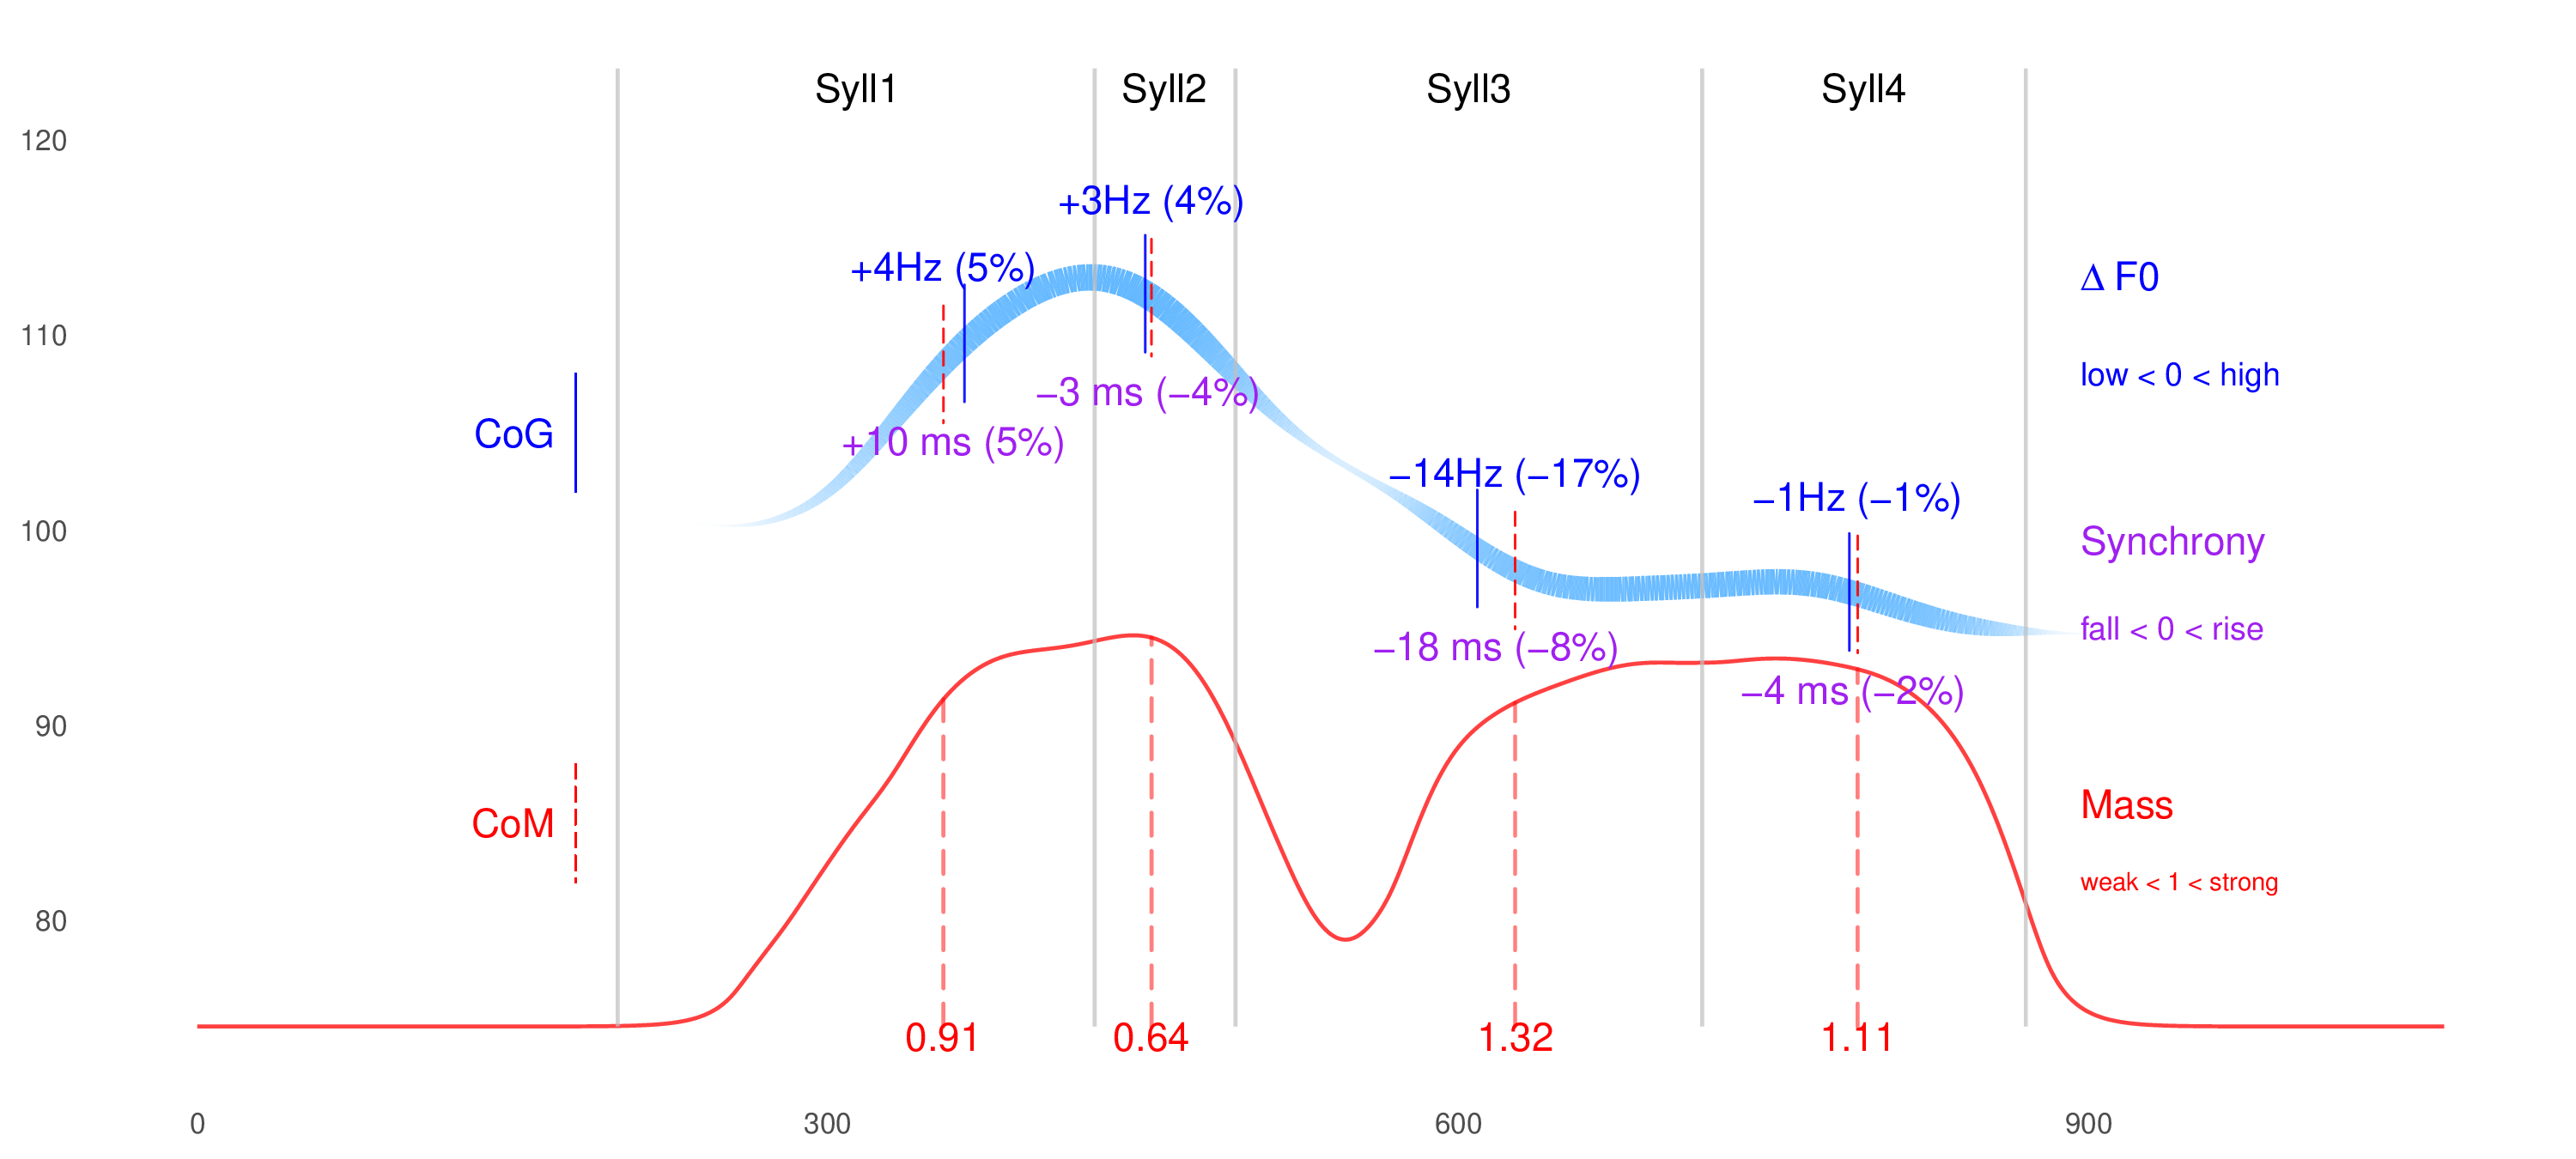 Syll1 Syll2 Syll3 Syll4
120
+3Hz (4%)
+4Hz (5%)
Δ F0
110
low < 0 < high
−3 ms (−4%)
CoG
+10 ms (5%)
−14Hz (−17%)
−1Hz (−1%)
100
Synchrony
fall < 0 < rise
−18 ms (−8%)
−4 ms (−2%)
90
Mass
CoM
weak < 1 < strong
80
0.91 0.64 1.32 1.11
0 300 600 900